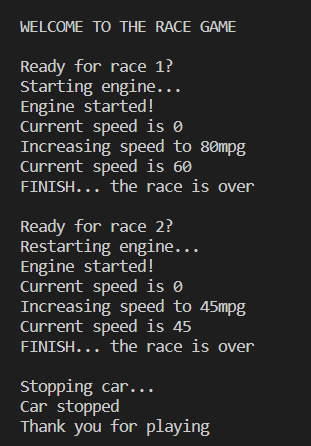 WELCOME TO THE RACE GAME
Ready for race 1?
Starting engine...
Engine started!
Current speed is 0
Increasing speed to 80mpg
Current speed is 60
FINISH... the race is over
Ready for race 2?
Restarting engine...
Engine started!
Current speed is 0
Increasing speed to 45mpg
Current speed is 45
FINISH... the race is over
Stopping car...
Car stopped
Thank you for playing